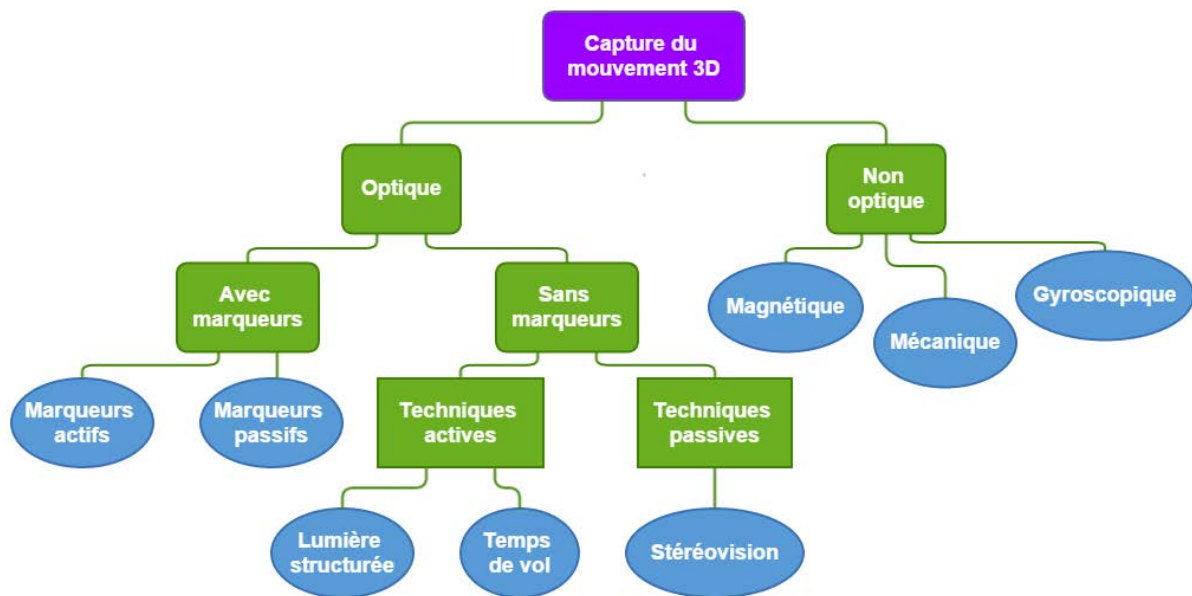 Capture du
mouvement 3D
Optique
Non
optique
Avec
marqueurs
Sans
marqueurs
Magnétique
Mécanique
Gyroscopique
Marqueurs
actifs
Marqueurs
passifs
Techniques
actives
Techniques
passives
Lumière
structurée
Temps
de vol
Stéréovision